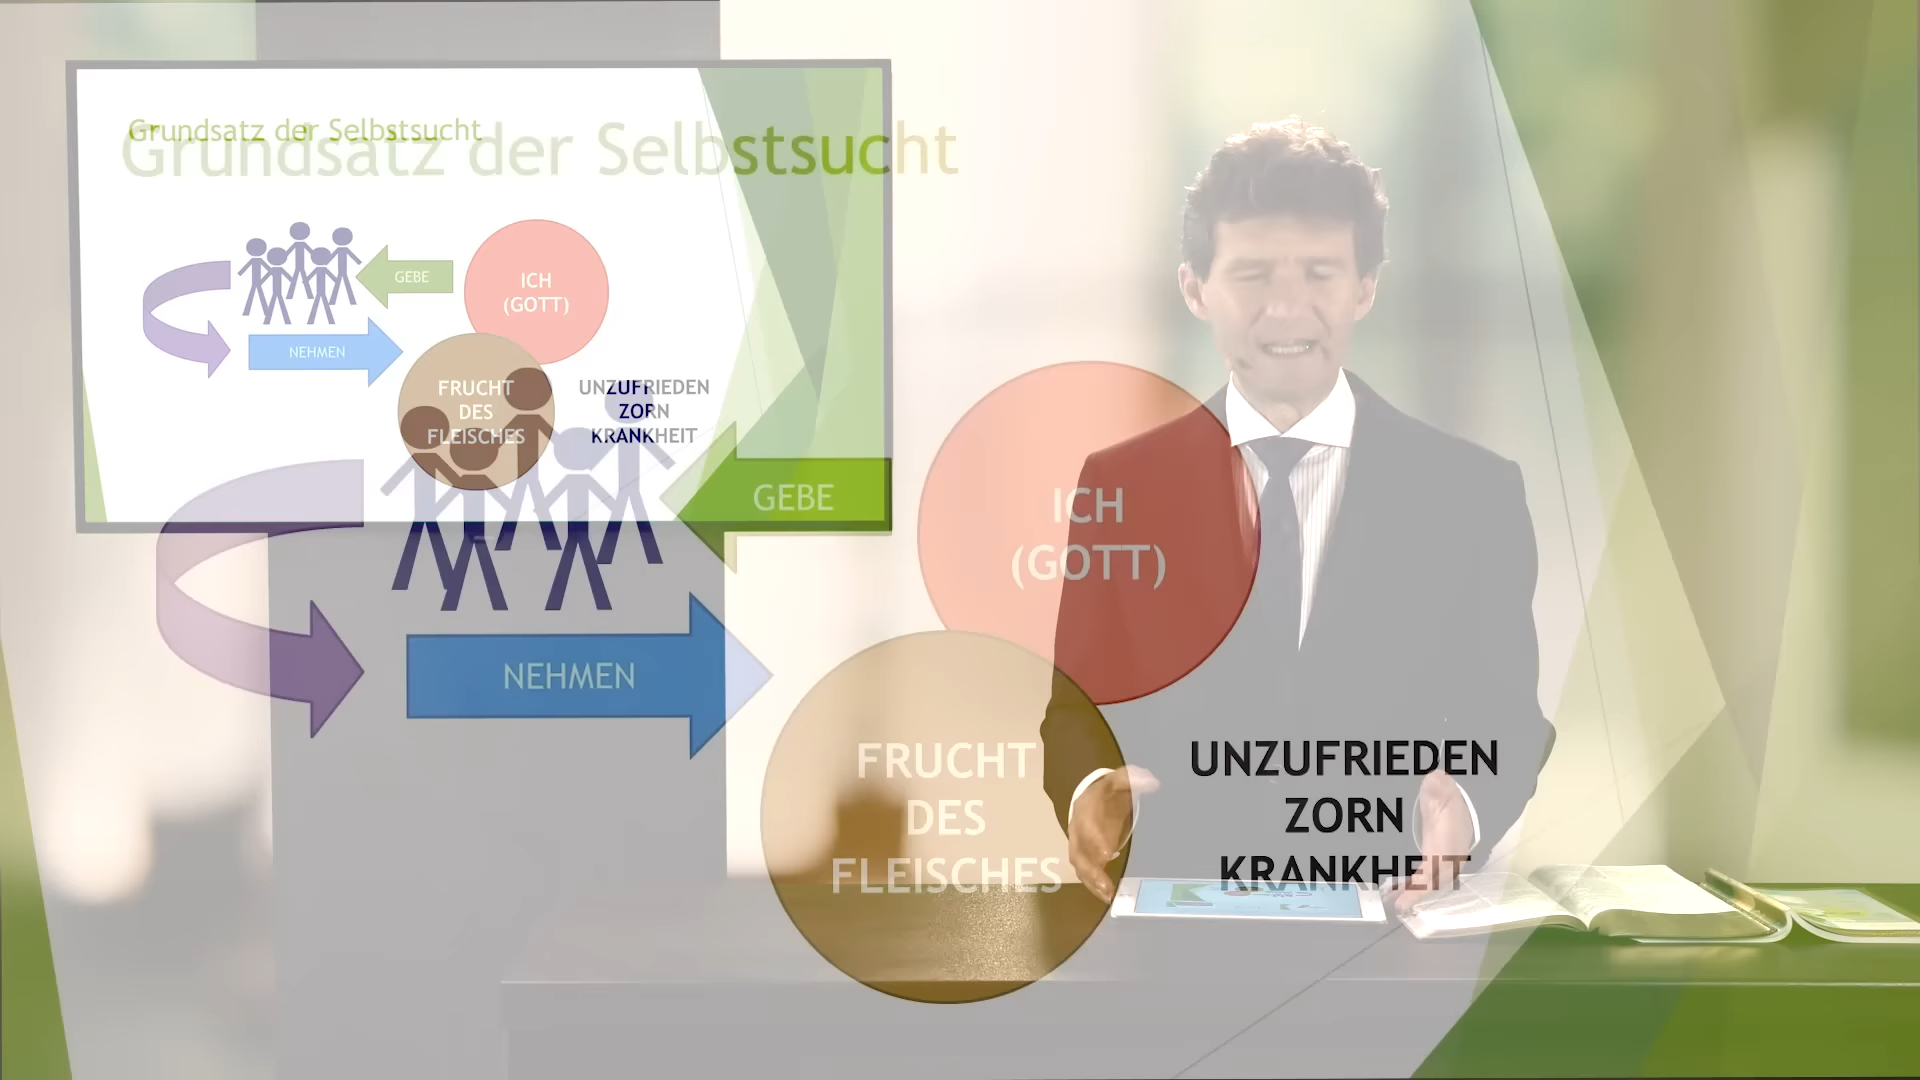 Grundsatz der Selbstsucht
GEBE
ICH
(GOTT)
NEHMEN
FRUCHT
DES
FLEISCHES
UNZUFRIEDEN
ZORN
KRANKHEIT
Grundsatz der Selbstsucht
GEBE
ICH
(GOTT)
NEHMEN
FRUCHT
DES
FLEISCHES
UNZUFRIEDEN
ZORN
KRANKHEIT